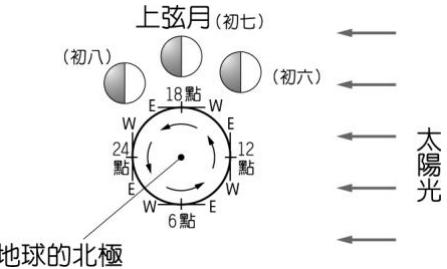 上弦月(初七)
(初八)
(初六)
E 18點 W
W E
24點
12點
E W
W 6點 E
太陽光
地球的北極